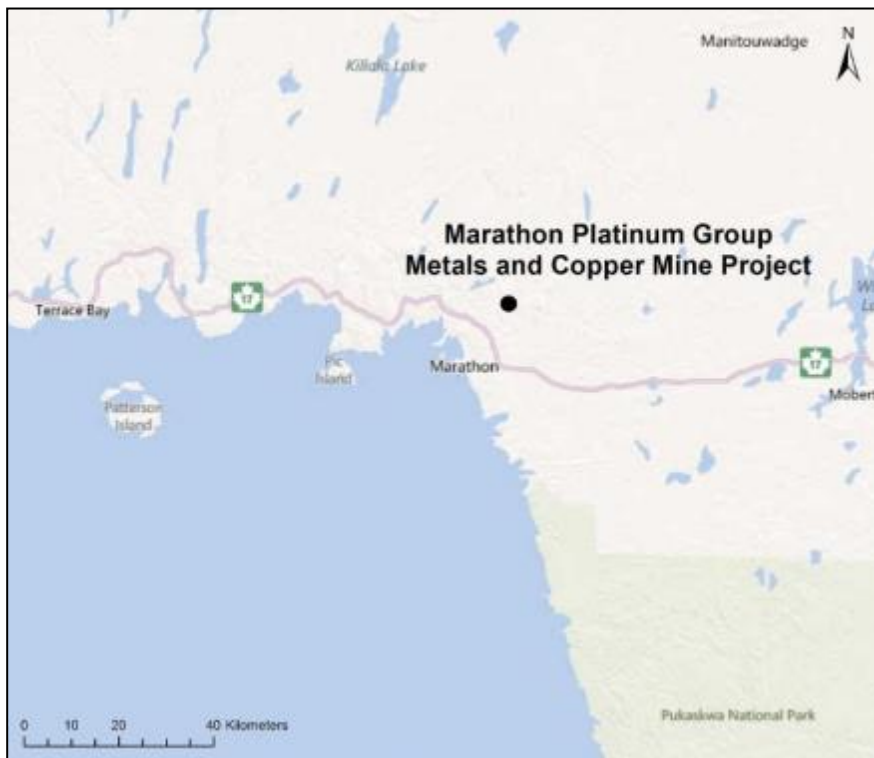 Manitouwadge
N
Killala Lake
Marathon Platinum Group
Metals and Copper Mine Project
17
Terrace Bay
Pic
Island
Marathon
17
Patterson
Island
0 10 20 40 Kilometers
Pukaskwa National Park